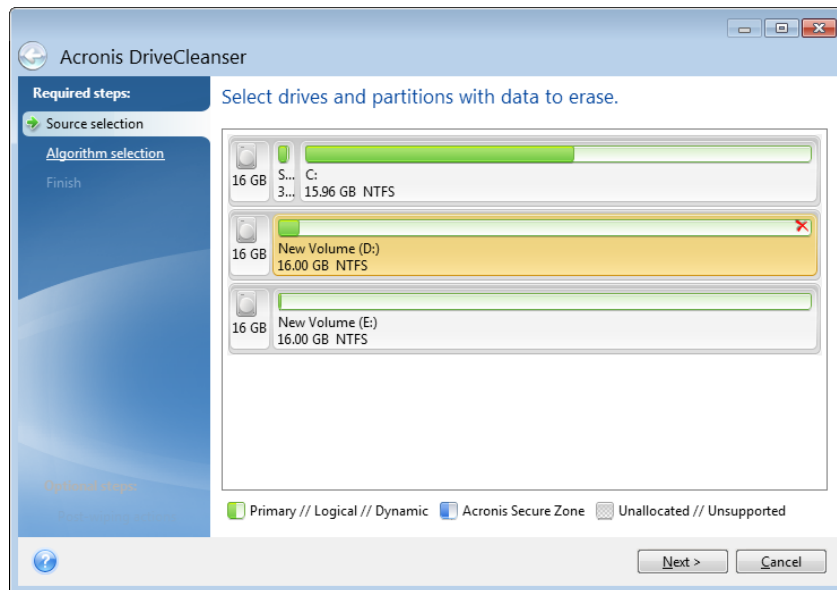 Acronis DriveCleanser
Required steps:
Source selection
Algorithm selection
Finish
Select drives and partitions with data to erase.
16 GB
S...
3...
C:
15.96 GB NTFS
16 GB
New Volume (D:)
16.00 GB NTFS
16 GB
New Volume (E:)
16.00 GB NTFS
Optional steps:
Primary // Logical // Dynamic
Acronis Secure Zone
Unallocated // Unsupported
?
Next >
Cancel